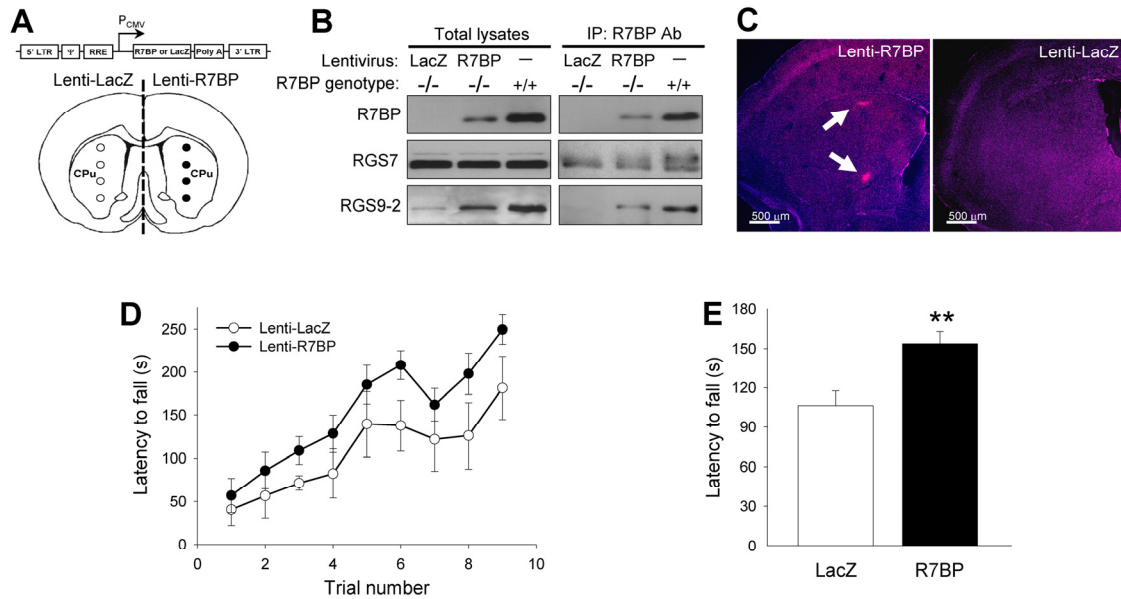 A
P CMV
5' LTR Ψ RRE R7BP or LacZ Poly A 3' LTR
Lenti-LacZ Lenti-R7BP
CPu CPu
B
Total lysates IP: R7BP Ab
Lentivirus: LacZ R7BP – LacZ R7BP –
R7BP genotype: -/- -/- +/+ -/- -/- +/+
R7BP
RGS7
RGS9-2
C
Lenti-R7BP Lenti-LacZ
500 μm 500 μm
D
Lenti-LacZ
Lenti-R7BP
Latency to fall (s)
250
200
150
100
50
0
0 2 4 6 8 10
Trial number
E
**
Latency to fall (s)
180
150
120
90
60
30
0
LacZ R7BP